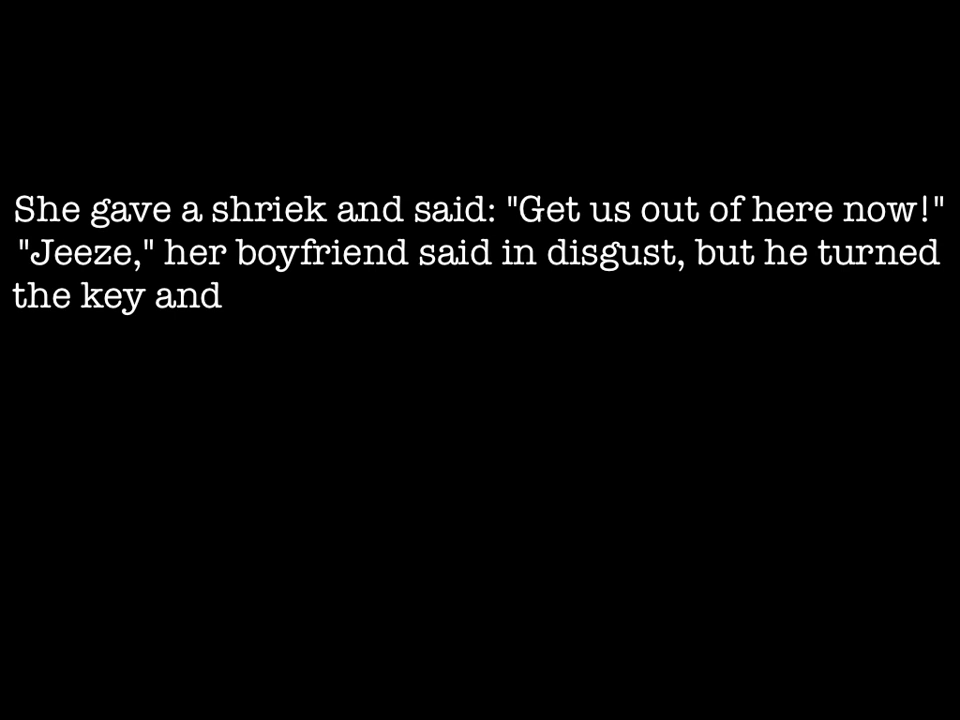 She gave a shriek and said: "Get us out of here now!"
"Jeeze," her boyfriend said in disgust, but he turned
the key and